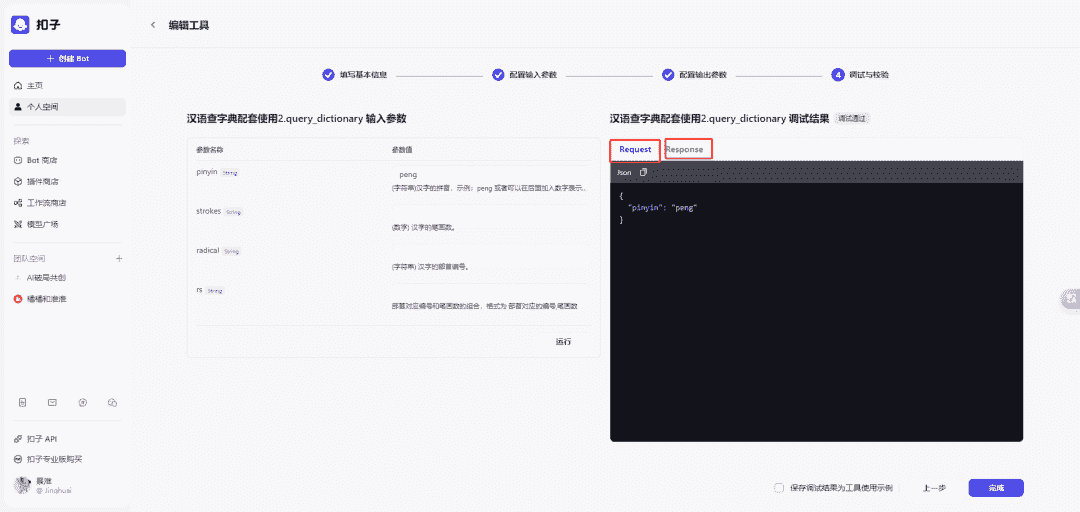 扣子
编辑工具
+ 创建 Bot
填写基本信息
配置输入参数
配置输出参数
4 调试与校验
主页
个人空间
探索
Bot 商店
插件商店
工作流商店
模型广场
团队空间 +
AI破局共创
扣子 API
扣子专业版购买
@Jinghuai
汉语查字典配套使用2.query_dictionary 输入参数
参数名称 参数值
pinyin String
peng
(字符串)汉字的拼音，示例：peng 或者可以在后面加入数字表示，
strokes String
(数字) 汉字的笔画数。
radical String
(字符串) 汉字的部首编号。
rs String
部首对应编号和笔画数的组合，格式为 部首对应的编号,笔画数
运行
汉语查字典配套使用2.query_dictionary 调试结果 调试通过
Request Response
Json
{
"pinyin": "peng"
}
保存调试结果为工具使用示例
上一步
完成